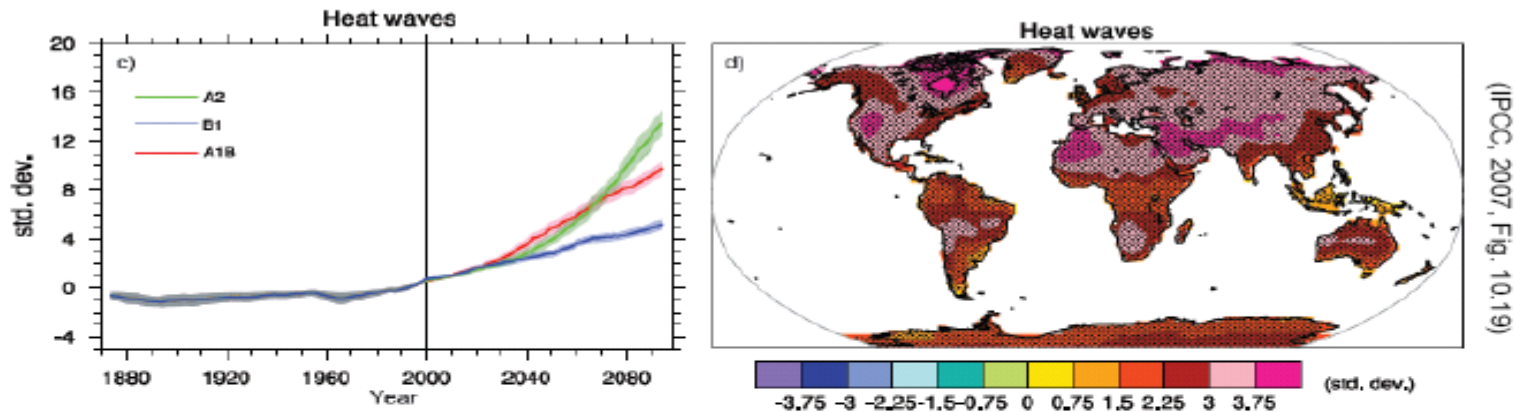 Heat waves
20
16
12
8
4
0
-4
c)
A2
B1
A1B
std. dev.
1880 1920 1960 2000 2040 2080
Year
Heat waves
d)
-3.75 -3 -2.25 -1.5 -0.75 0 0.75 1.5 2.25 3 3.75
(std. dev.)
(IPCC, 2007, Fig. 10.19)